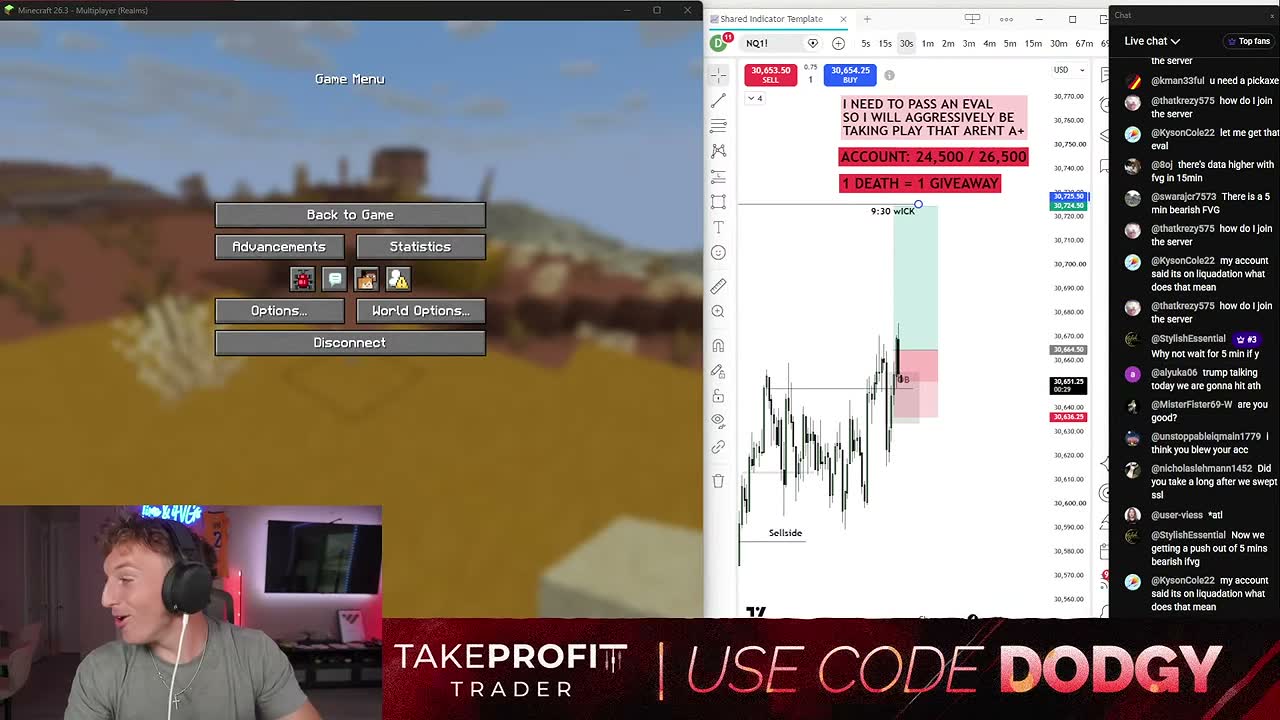 Minecraft 26.3 - Multiplayer (Realms)
Game Menu
Back to Game
Advancements
Statistics
Options...
World Options...
Disconnect
Shared Indicator Template
D
11
NQ1!
5s 15s 30s 1m 2m 3m 4m 5m 15m 30m 67m
30,653.50
SELL
0.75
1
30,654.25
BUY
4
USD
I NEED TO PASS AN EVAL
SO I WILL AGGRESSIVELY BE
TAKING PLAY THAT ARENT A+
ACCOUNT: 24,500 / 26,500
1 DEATH = 1 GIVEAWAY
9:30 wICK
Sellside
30,770.00
30,760.00
30,750.00
30,740.00
30,725.50
30,724.50
30,720.00
30,710.00
30,700.00
30,690.00
30,680.00
30,670.00
30,664.50
30,660.00
30,651.25
00:29
30,640.00
30,636.25
30,630.00
30,620.00
30,610.00
30,600.00
30,590.00
30,580.00
30,570.00
30,560.00
Chat
Live chat
Top fans
the server
@kman33ful u need a pickaxe
@thatkrezy575 how do I join
the server
@KysonCole22 let me get that
eval
@8oj there's data higher with
fvg in 15min
@swarajcr7573 There is a 5
min bearish FVG
@thatkrezy575 how do I join
the server
@KysonCole22 my account
said its on liquadation what
does that mean
@thatkrezy575 how do I join
the server
@StylishEssential #3
Why not wait for 5 min if y
a
@alyuka06 trump talking
today we are gonna hit ath
@MisterFister69-W are you
good?
@unstoppableiqmain1779 i
think you blew your acc
@nicholaslehmann1452 Did
you take a long after we swept
ssl
@user-viess *atl
@StylishEssential Now we
getting a push out of 5 mins
bearish ifvg
@KysonCole22 my account
said its on liquadation what
does that mean
TAKEPROFIT
TRADER
USE CODE DODGY